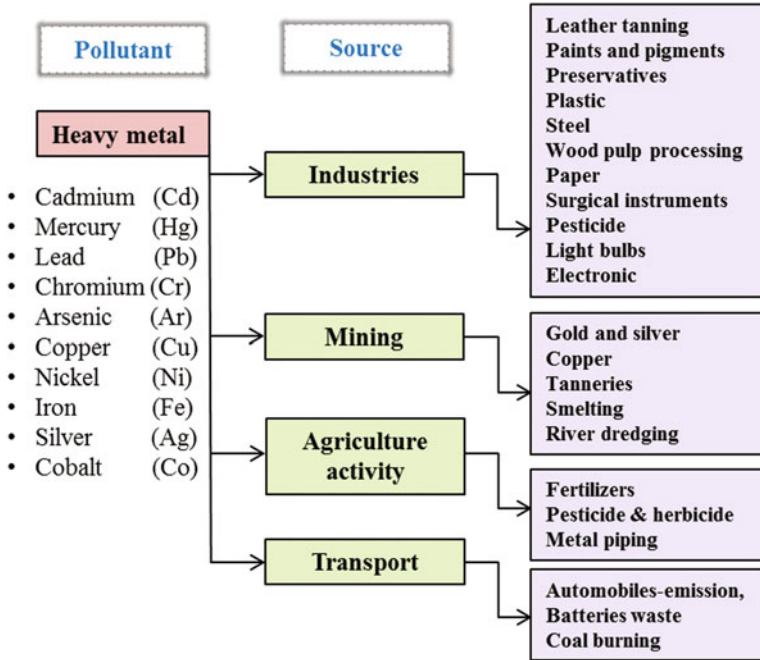 Pollutant
Source
Heavy metal
• Cadmium (Cd)
• Mercury (Hg)
• Lead (Pb)
• Chromium (Cr)
• Arsenic (Ar)
• Copper (Cu)
• Nickel (Ni)
• Iron (Fe)
• Silver (Ag)
• Cobalt (Co)
Industries
Leather tanning
Paints and pigments
Preservatives
Plastic
Steel
Wood pulp processing
Paper
Surgical instruments
Pesticide
Light bulbs
Electronic
Mining
Gold and silver
Copper
Tanneries
Smelting
River dredging
Agriculture
activity
Fertilizers
Pesticide & herbicide
Metal piping
Transport
Automobiles-emission,
Batteries waste
Coal burning